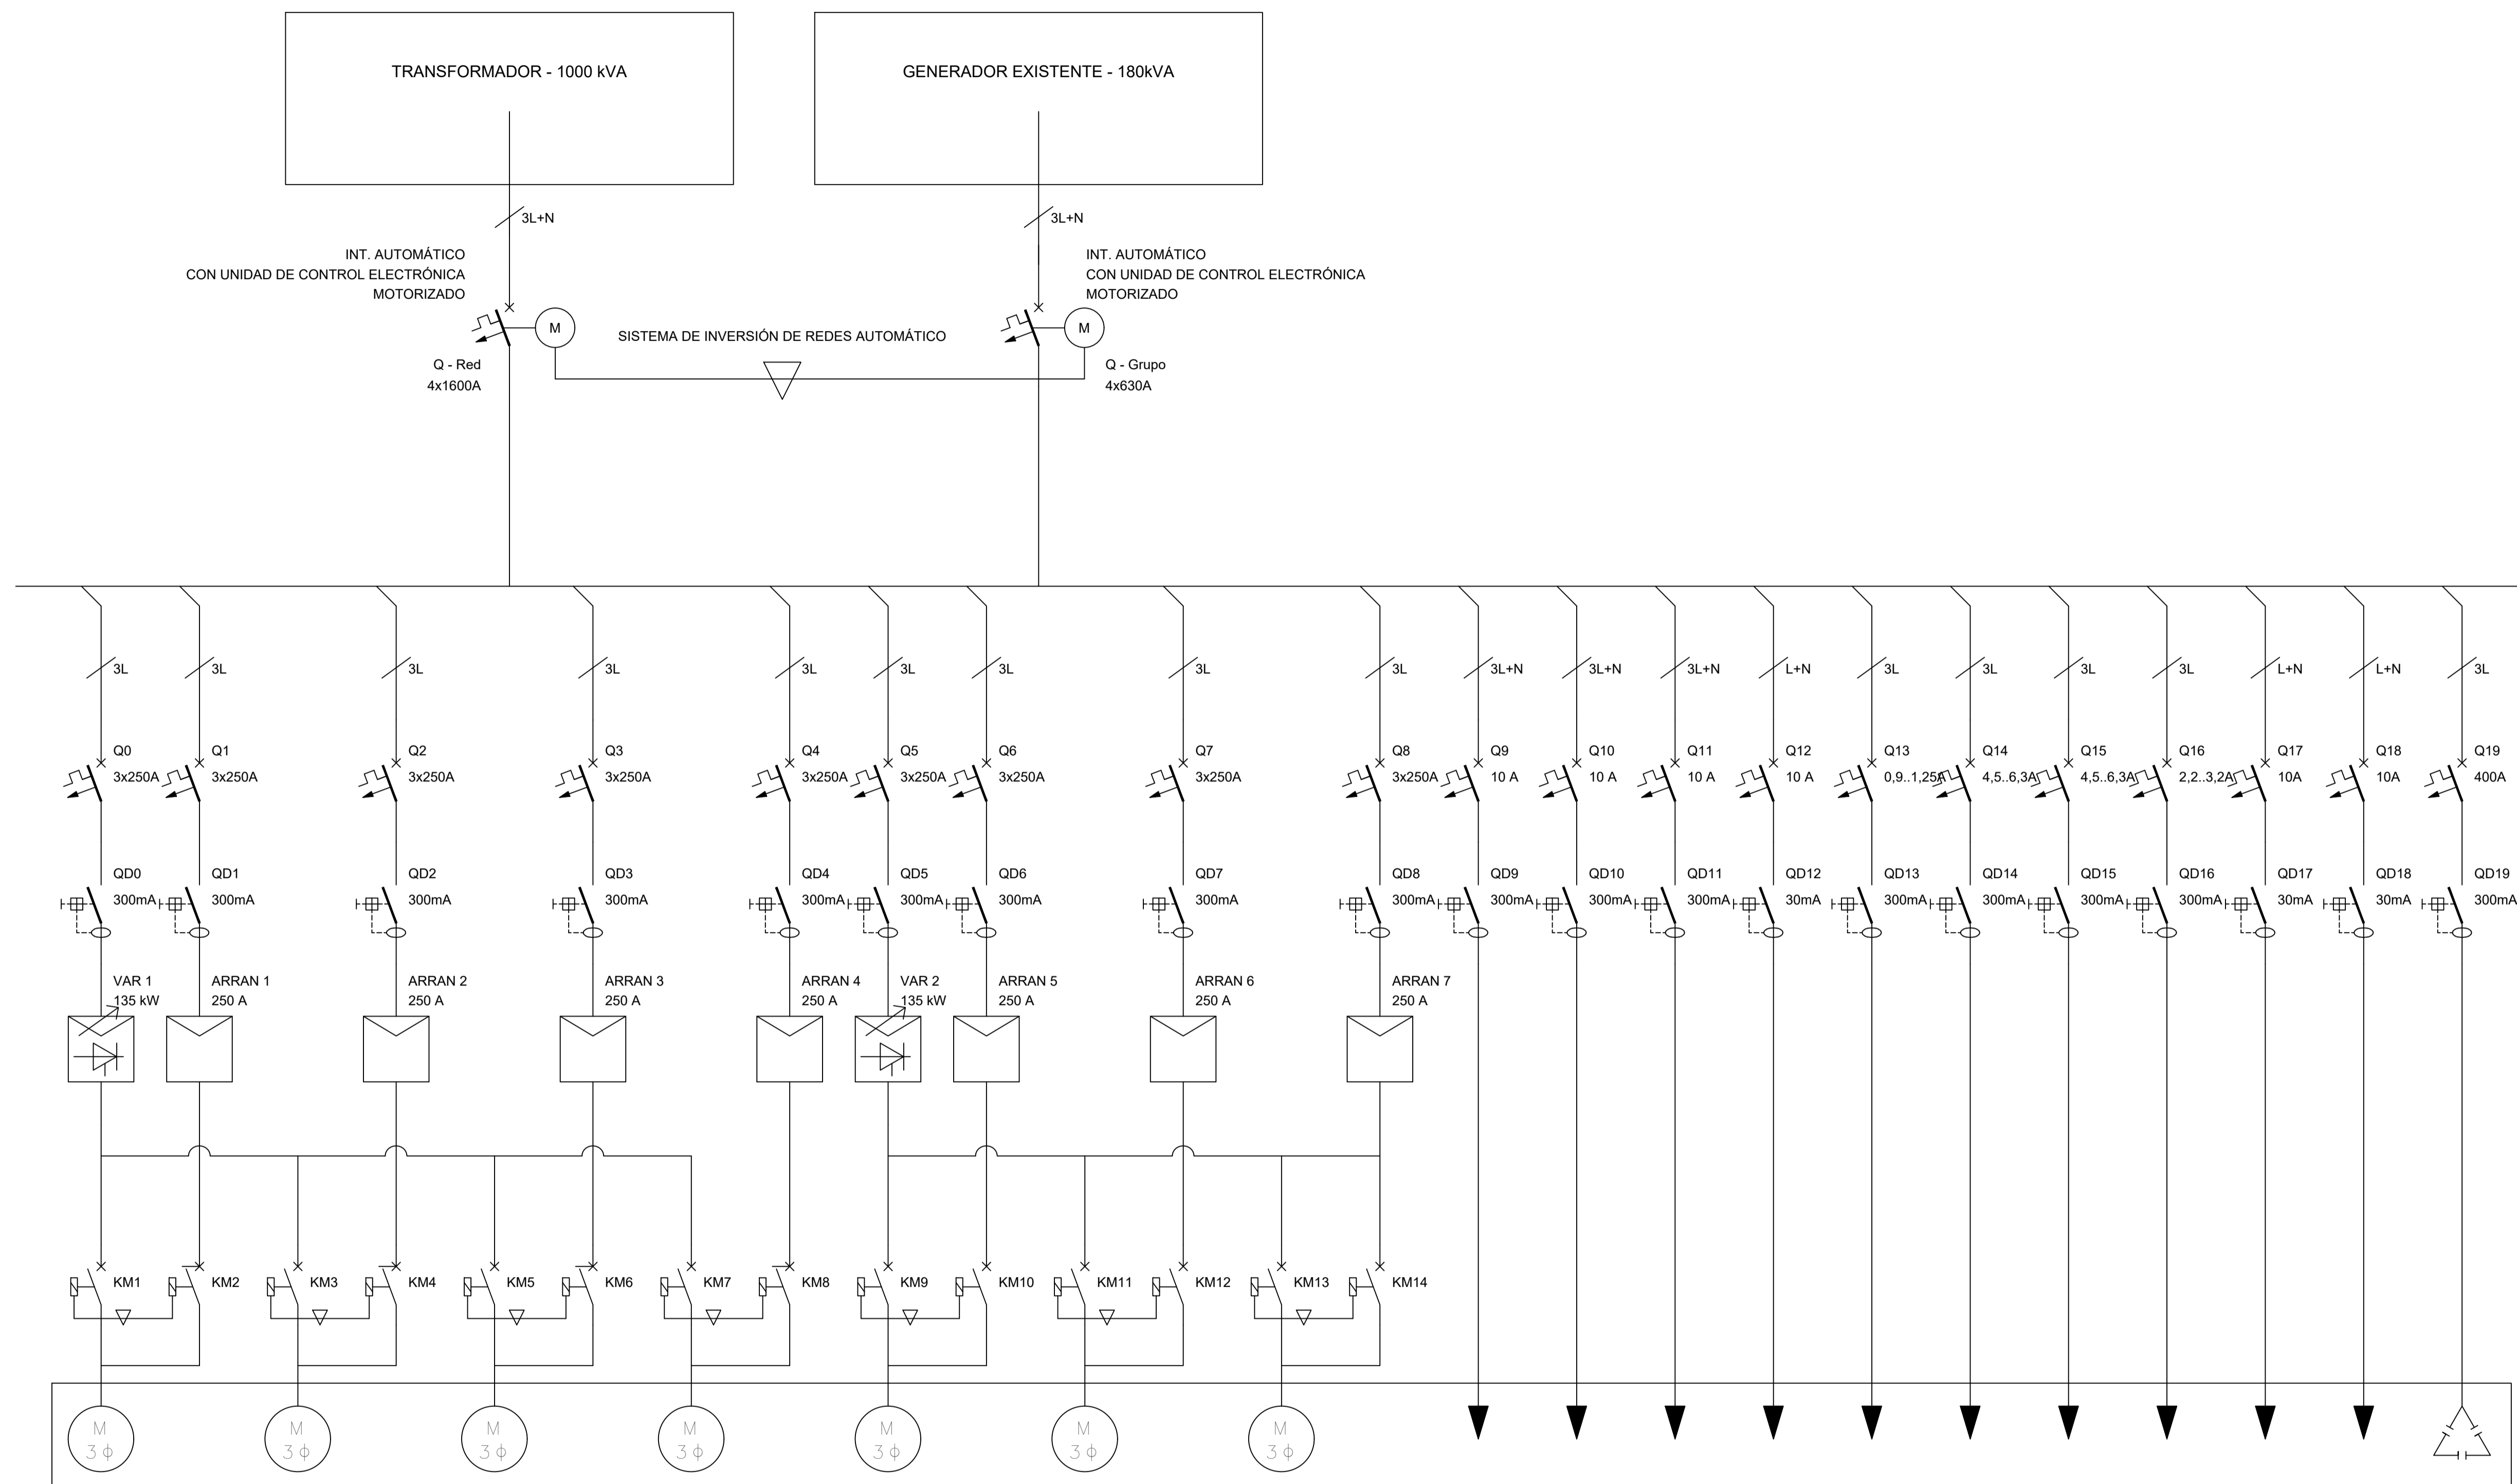 TRANSFORMADOR - 1000 kVA
GENERADOR EXISTENTE - 180kVA
3L+N
3L+N
INT. AUTOMÁTICO
CON UNIDAD DE CONTROL ELECTRÓNICA
MOTORIZADO
INT. AUTOMÁTICO
CON UNIDAD DE CONTROL ELECTRÓNICA
MOTORIZADO
M
SISTEMA DE INVERSIÓN DE REDES AUTOMÁTICO
M
Q - Red
4x1600A
Q - Grupo
4x630A
3L
3L
3L
3L
3L
3L
3L
3L
3L
3L+N
3L+N
3L+N
L+N
3L
3L
3L
3L
L+N
L+N
3L
Q0
3x250A
Q1
3x250A
Q2
3x250A
Q3
3x250A
Q4
3x250A
Q5
3x250A
Q6
3x250A
Q7
3x250A
Q8
3x250A
Q9
10 A
Q10
10 A
Q11
10 A
Q12
10 A
Q13
0,9..1,25A
Q14
4,5..6,3A
Q15
4,5..6,3A
Q16
2,2..3,2A
Q17
10A
Q18
10A
Q19
400A
QD0
300mA
QD1
300mA
QD2
300mA
QD3
300mA
QD4
300mA
QD5
300mA
QD6
300mA
QD7
300mA
QD8
300mA
QD9
300mA
QD10
300mA
QD11
300mA
QD12
30mA
QD13
300mA
QD14
300mA
QD15
300mA
QD16
300mA
QD17
30mA
QD18
30mA
QD19
300mA
VAR 1
135 kW
ARRAN 1
250 A
ARRAN 2
250 A
ARRAN 3
250 A
ARRAN 4
250 A
VAR 2
135 kW
ARRAN 5
250 A
ARRAN 6
250 A
ARRAN 7
250 A
KM1
KM2
KM3
KM4
KM5
KM6
KM7
KM8
KM9
KM10
KM11
KM12
KM13
KM14
M
3 ϕ
M
3 ϕ
M
3 ϕ
M
3 ϕ
M
3 ϕ
M
3 ϕ
M
3 ϕ